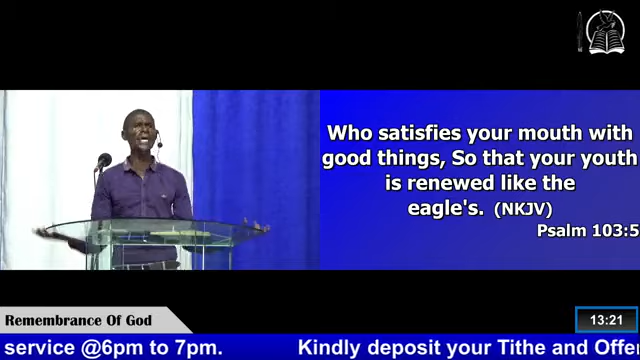 Who satisfies your mouth with
good things, So that your youth
is renewed like the
eagle's. (NKJV)
Psalm 103:5
Remembrance Of God
13:21
service @6pm to 7pm. Kindly deposit your Tithe and Offe